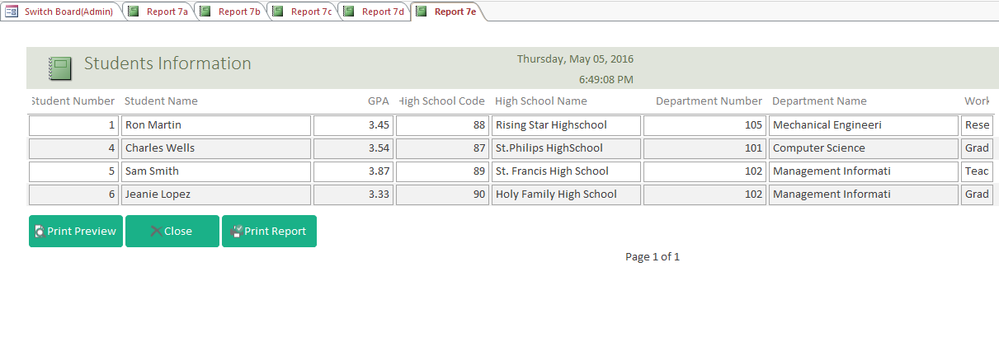 Switch Board(Admin) Report 7a Report 7b Report 7c Report 7d Report 7e
Students Information
Thursday, May 05, 2016
6:49:08 PM
Student Number Student Name GPA High School Code High School Name Department Number Department Name Work
1 Ron Martin 3.45 88 Rising Star Highschool 105 Mechanical Engineeri Rese
4 Charles Wells 3.54 87 St.Philips HighSchool 101 Computer Science Grad
5 Sam Smith 3.87 89 St. Francis High School 102 Management Informati Teac
6 Jeanie Lopez 3.33 90 Holy Family High School 102 Management Informati Grad
Print Preview Close Print Report
Page 1 of 1